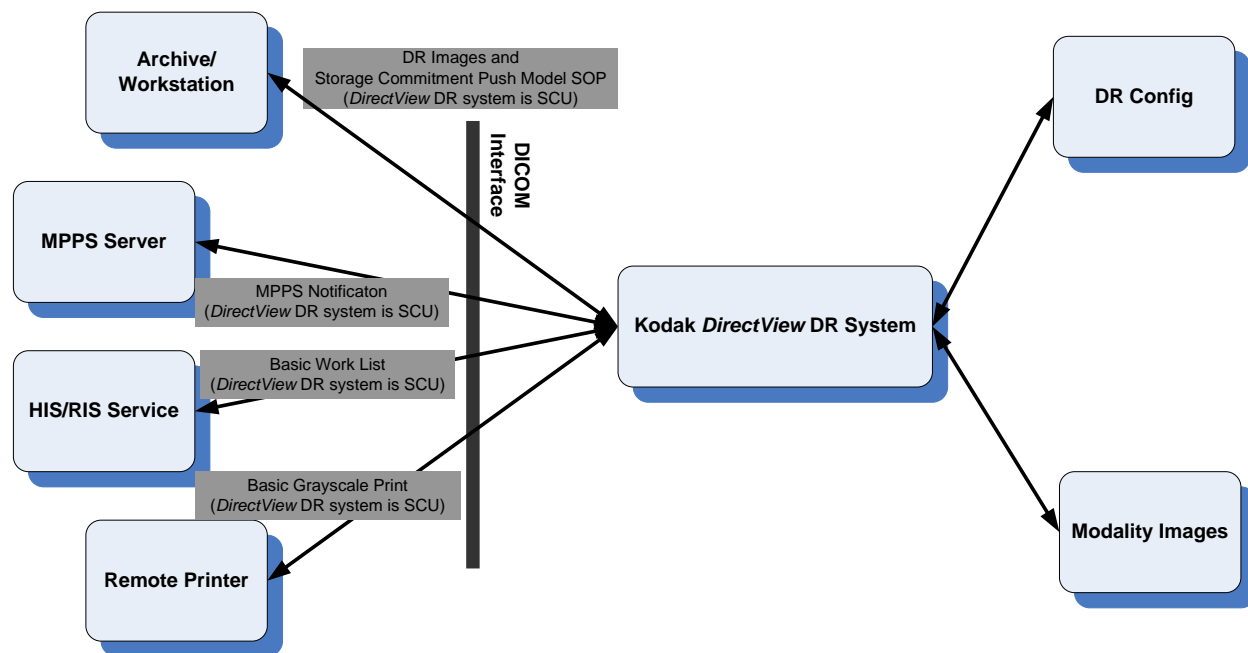 Archive/
Workstation
DR Images and
Storage Commitment Push Model SOP
(DirectView DR system is SCU)
DR Config
DICOM
Interface
MPPS Server
MPPS Notificaton
(DirectView DR system is SCU)
Kodak DirectView DR System
Basic Work List
(DirectView DR system is SCU)
HIS/RIS Service
Basic Grayscale Print
(DirectView DR system is SCU)
Modality Images
Remote Printer